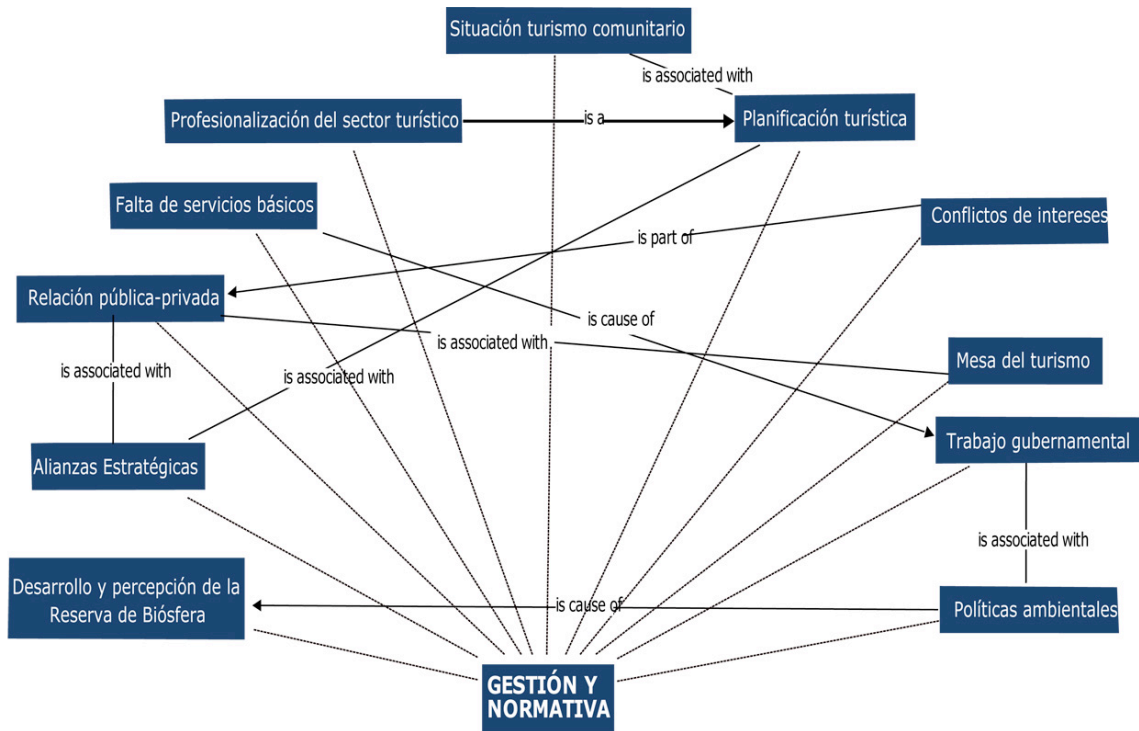 Situación turismo comunitario
is associated with
Profesionalización del sector turístico
is a
Planificación turística
Falta de servicios básicos
Conflictos de intereses
is part of
Relación pública-privada
is cause of
is associated with
Mesa del turismo
is associated with
is associated with
Trabajo gubernamental
Alianzas Estratégicas
is associated with
Desarrollo y percepción de la
Reserva de Biósfera
is cause of
Políticas ambientales
GESTIÓN Y
NORMATIVA